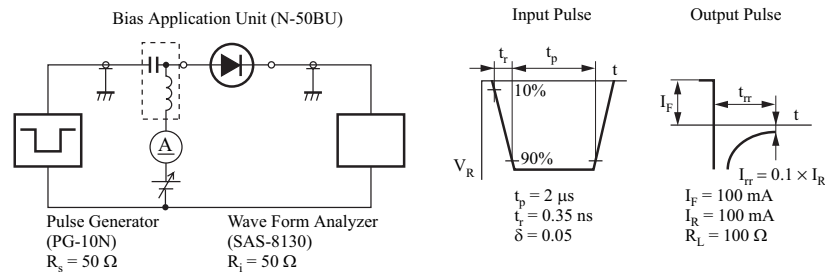 Bias Application Unit (N-50BU)
A
Pulse Generator
(PG-10N)
R_s = 50 Ω
Wave Form Analyzer
(SAS-8130)
R_i = 50 Ω
Input Pulse
t_r
t_p
t
10%
90%
V_R
t_p = 2 μs
t_r = 0.35 ns
δ = 0.05
Output Pulse
I_F
t_rr
t
I_rr = 0.1 × I_R
I_F = 100 mA
I_R = 100 mA
R_L = 100 Ω